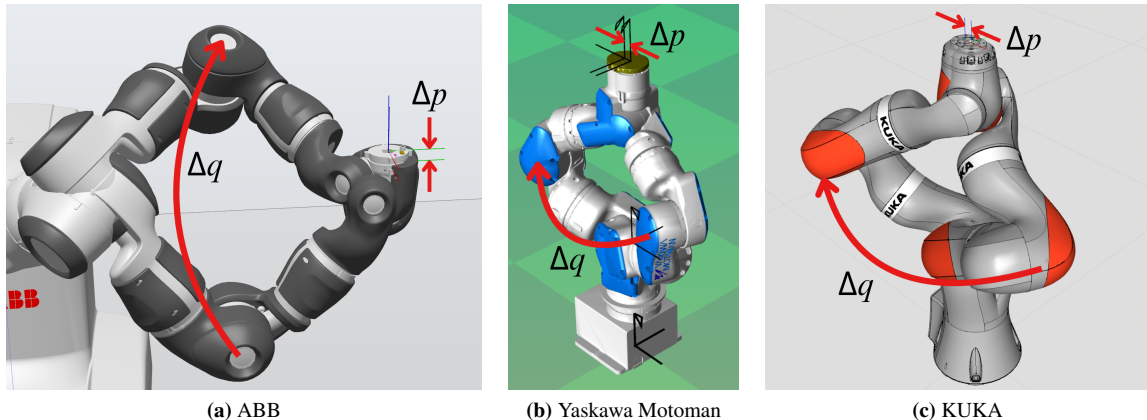 Δp
Δq
ABB
Δp
Δq
KUKA
KUKA
KUKA
Δp
Δq
(a) ABB
(b) Yaskawa Motoman
(c) KUKA